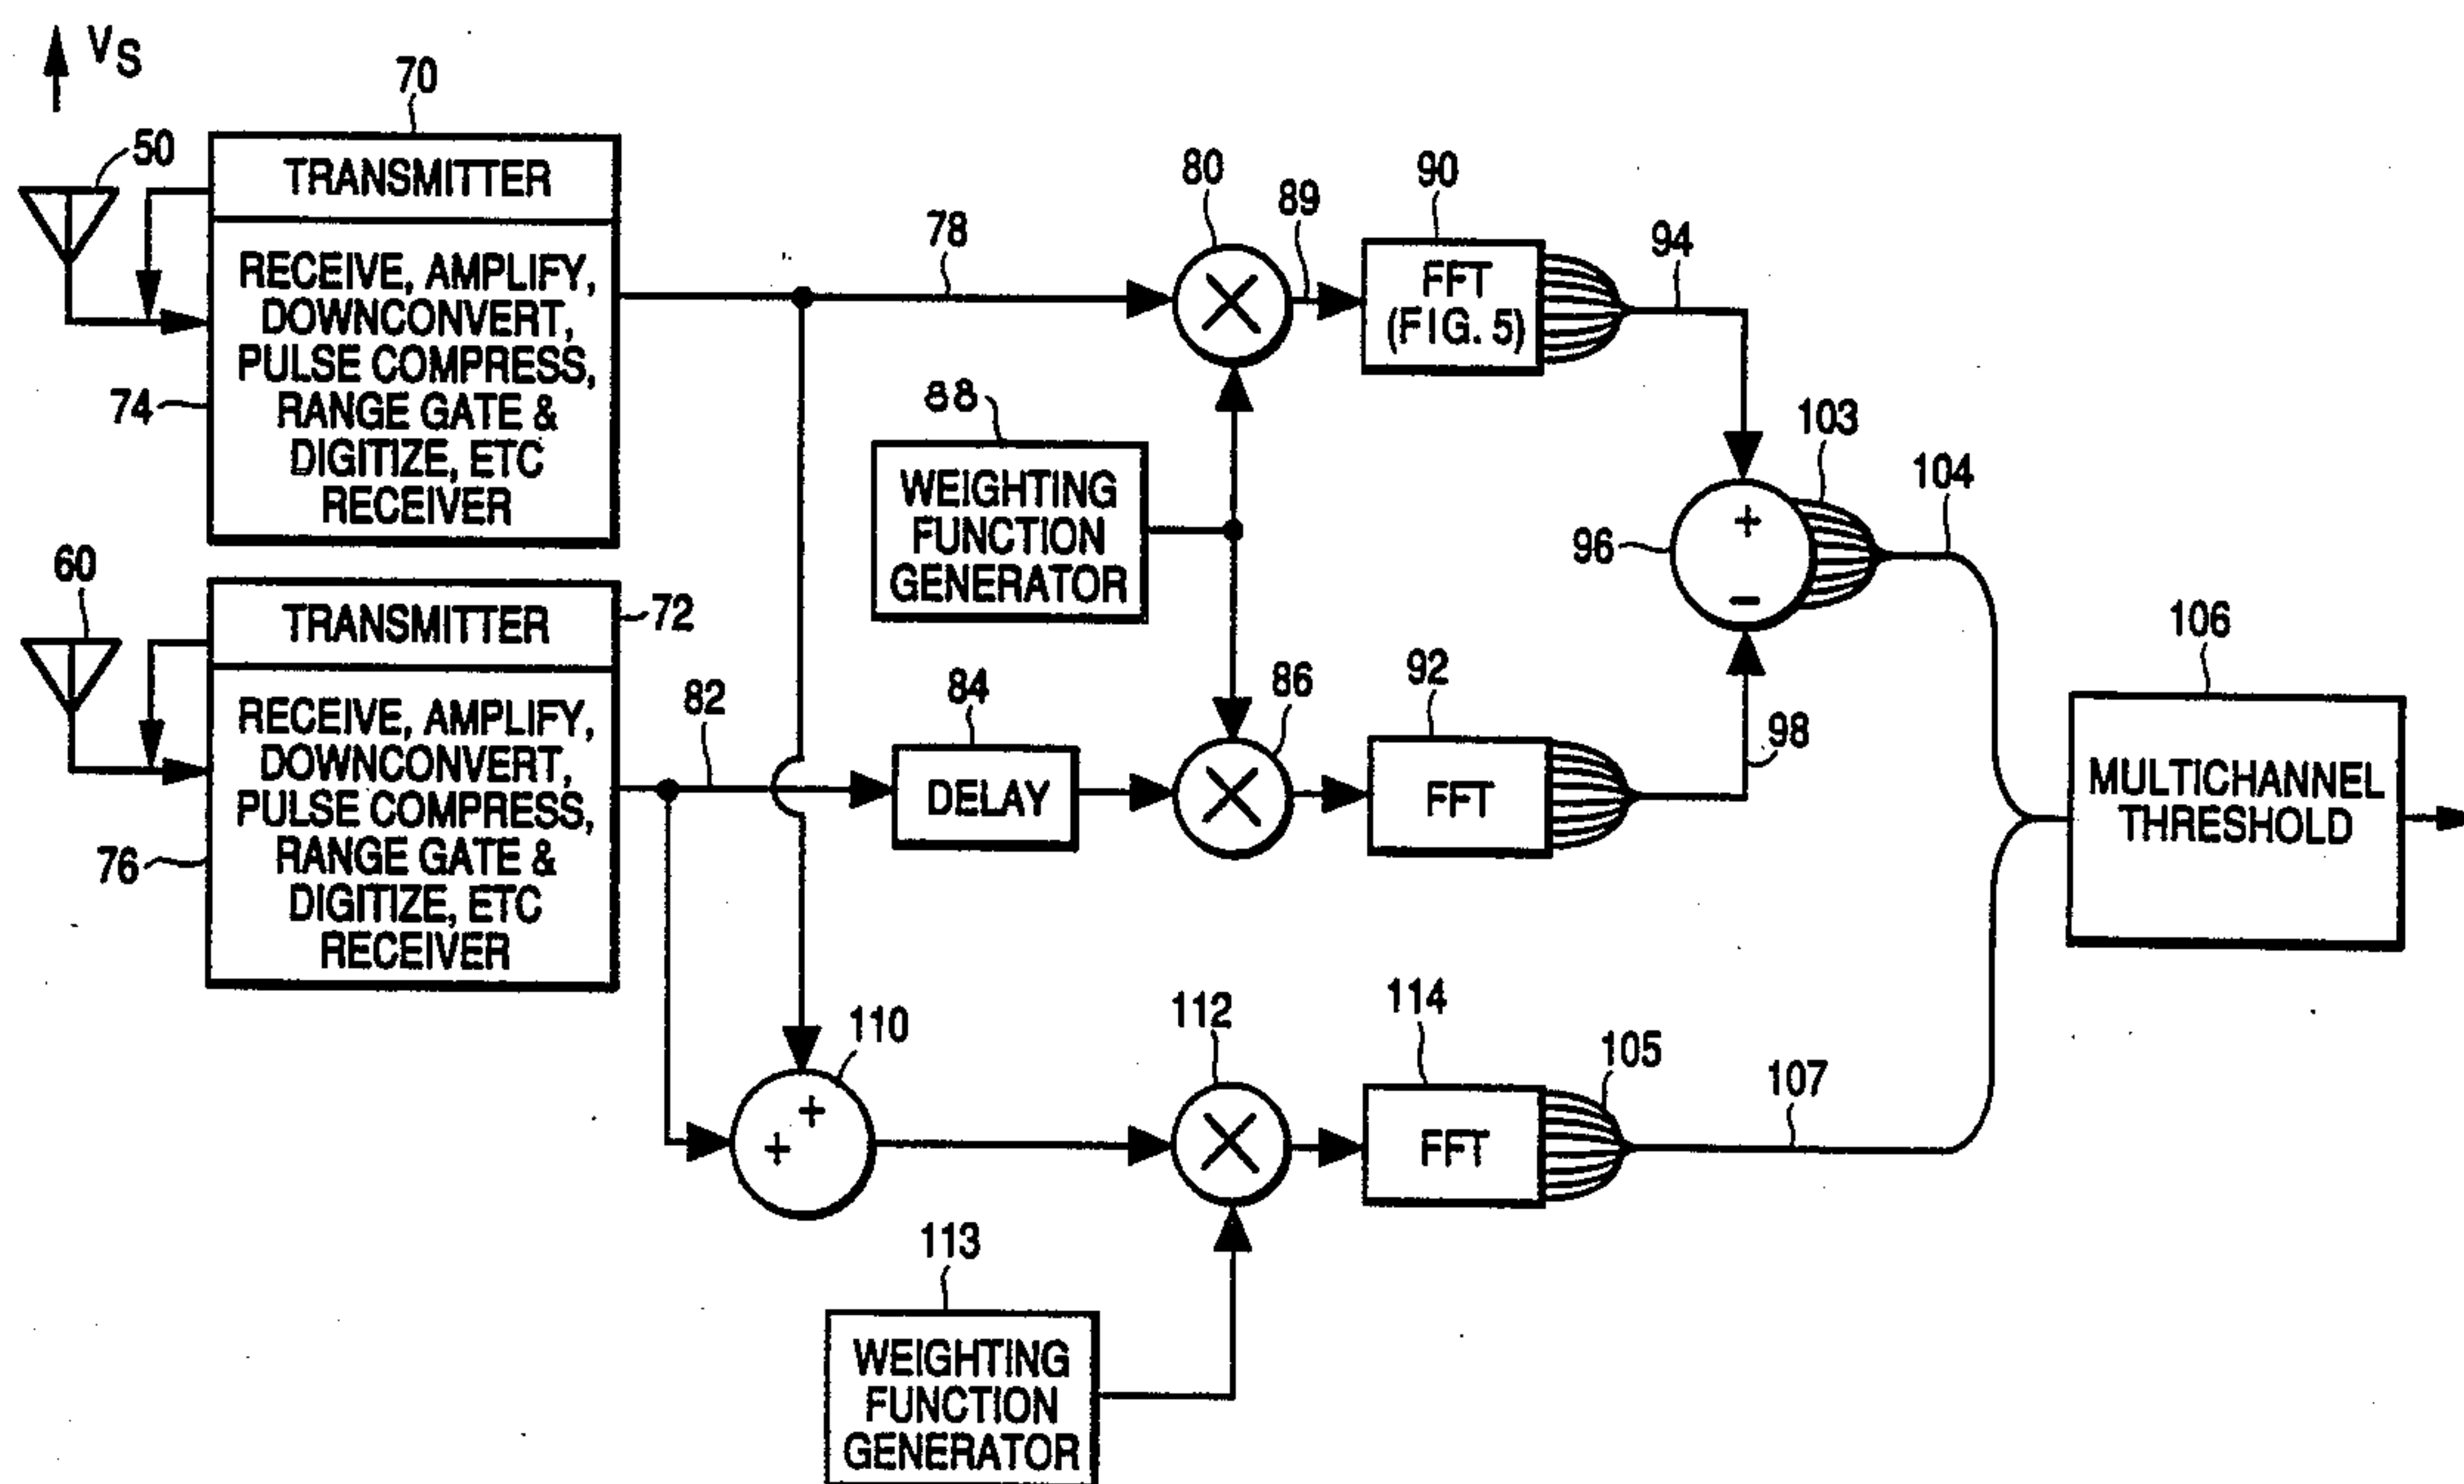 VS
70
50
TRANSMITTER
RECEIVE, AMPLIFY,
DOWNCONVERT,
PULSE COMPRESS,
RANGE GATE &
DIGITIZE, ETC
RECEIVER
74
78
80
89
90
FFT
(FIG. 5)
94
88
WEIGHTING
FUNCTION
GENERATOR
103
104
96
+
−
60
TRANSMITTER
72
RECEIVE, AMPLIFY,
DOWNCONVERT,
PULSE COMPRESS,
RANGE GATE &
DIGITIZE, ETC
RECEIVER
76
82
84
DELAY
86
92
FFT
98
106
MULTICHANNEL
THRESHOLD
110
+
+
112
114
FFT
105
107
113
WEIGHTING
FUNCTION
GENERATOR